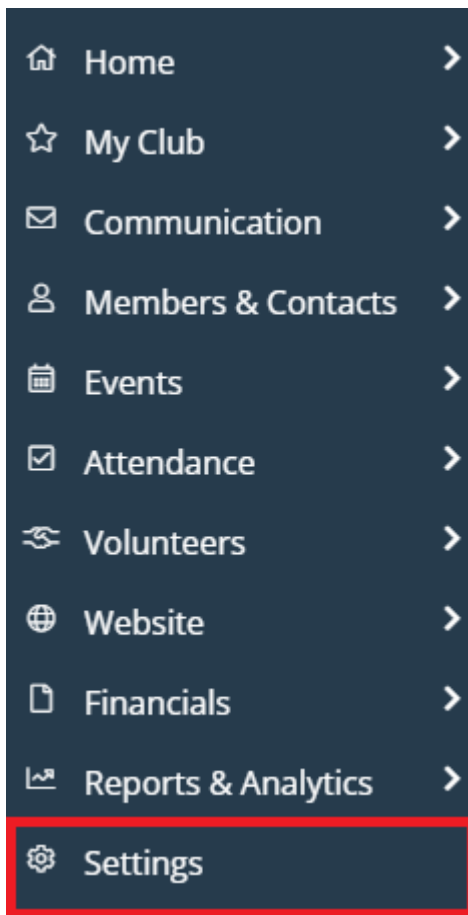 Home
My Club
Communication
Members & Contacts
Events
Attendance
Volunteers
Website
Financials
Reports & Analytics
Settings